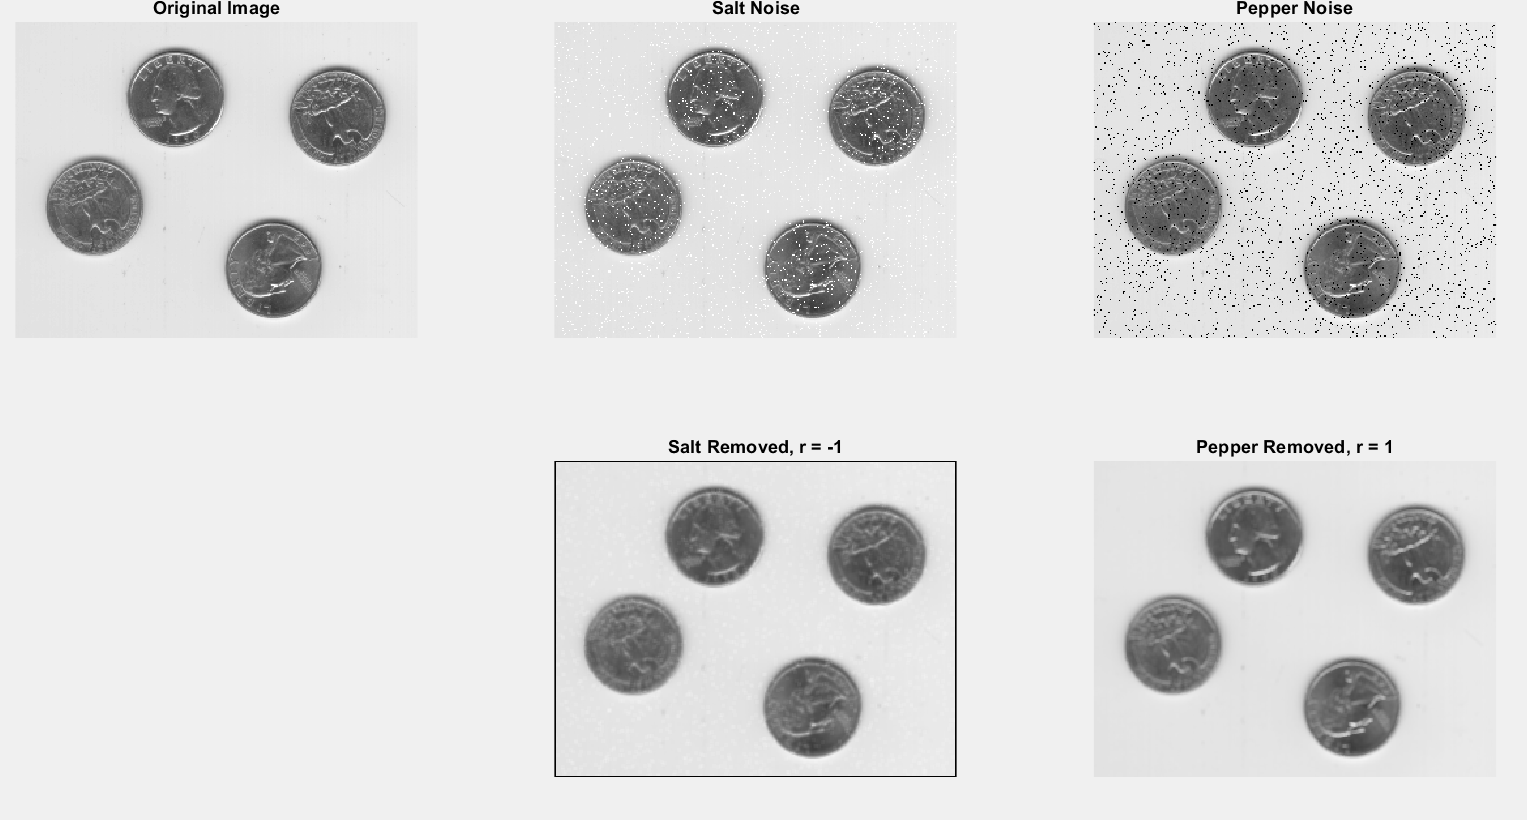 Original Image
Salt Noise
Pepper Noise
Salt Removed, r = -1
Pepper Removed, r = 1